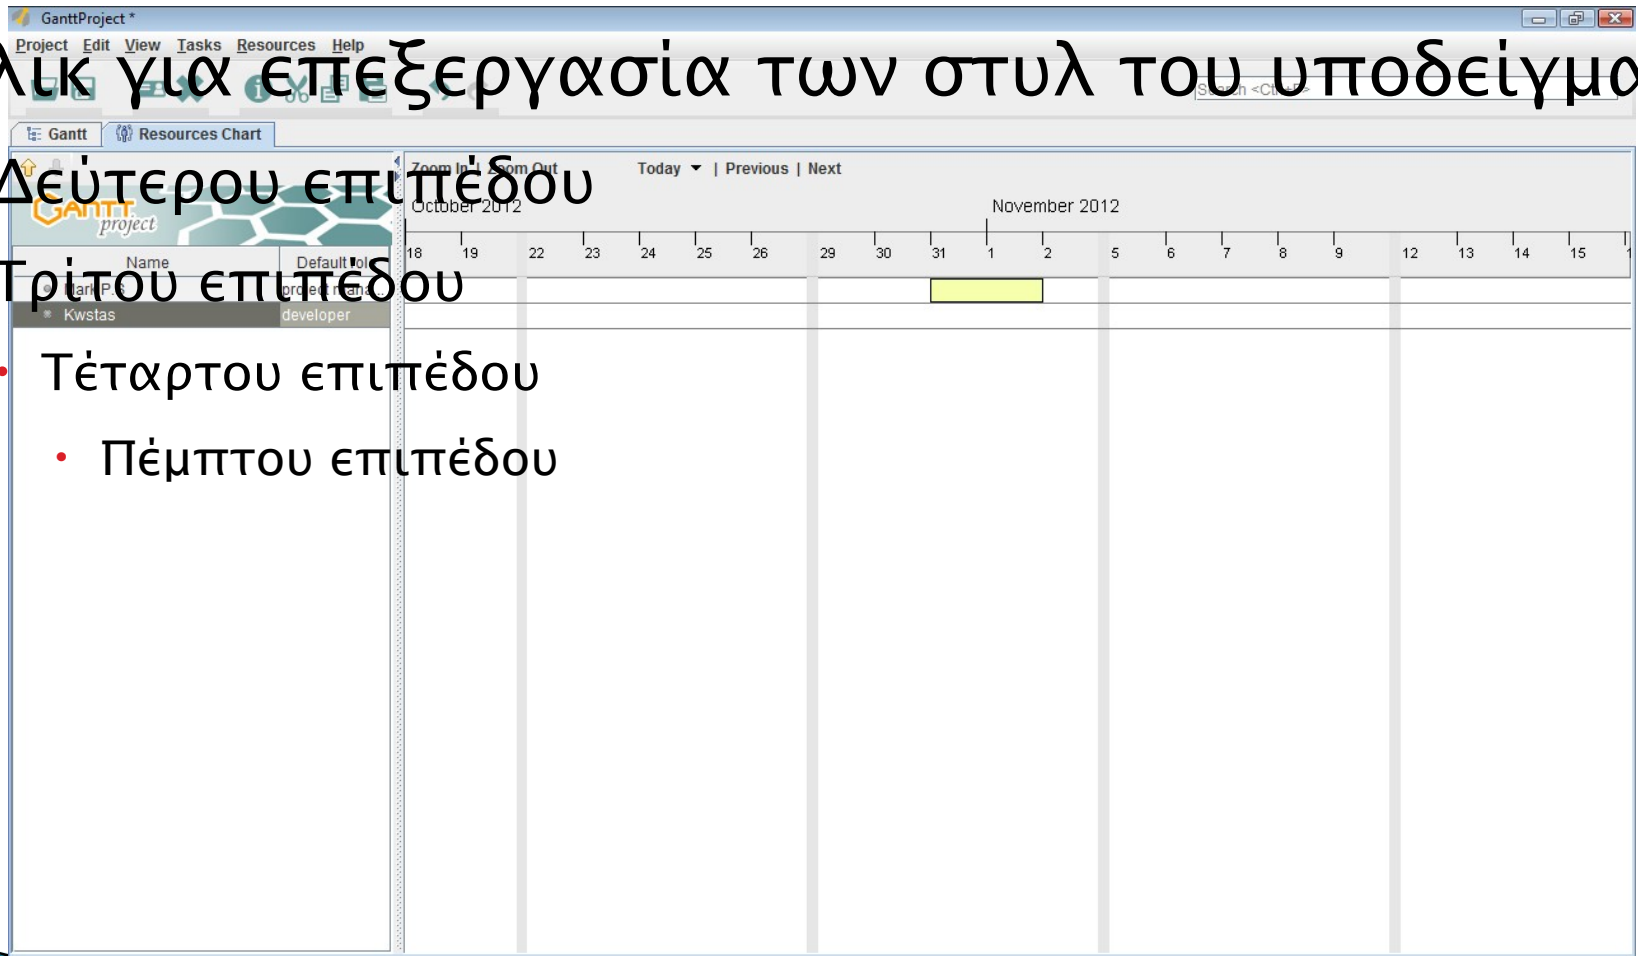 GanttProject *
Project Edit View Tasks Resources Help
λικ για επεξεργασία των στυλ του υποδείγμα
Gantt Resources Chart
Zoom In | Zoom Out Today | Previous | Next
Δεύτερου επιπέδου
GANTT project
October 2012 November 2012
18 19 22 23 24 25 26 29 30 31 1 2 5 6 7 8 9 12 13 14 15
Name Default role
Τρίτου επιπέδου
Mark P.S
Kwstas developer
Τέταρτου επιπέδου
Πέμπτου επιπέδου